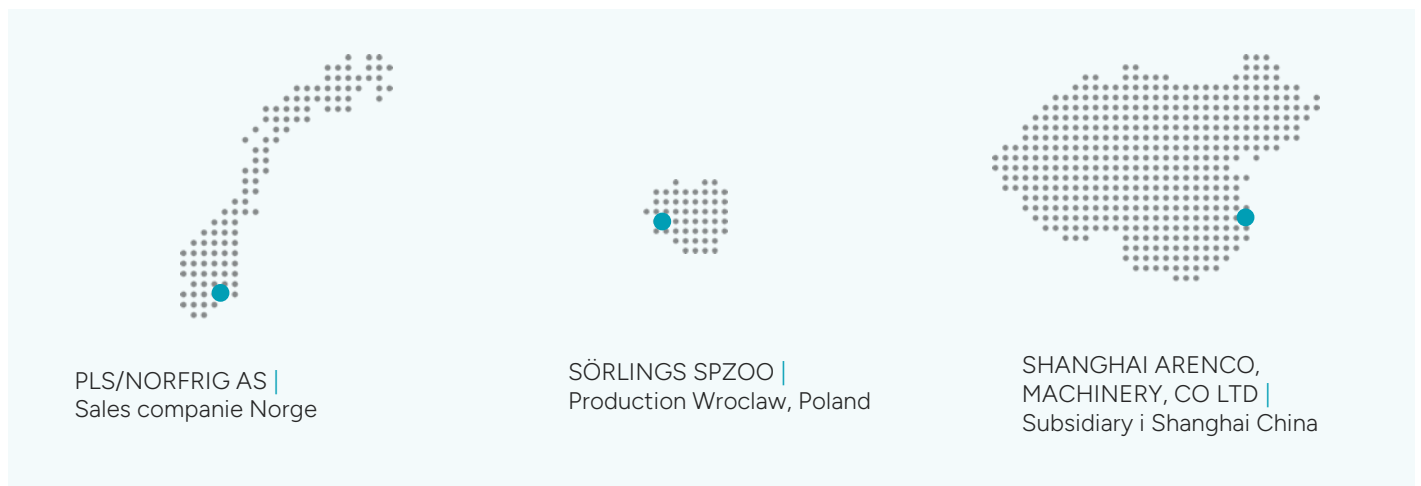 PLS/NORFRIG AS |
Sales companie Norge
SÖRLINGS SPZOO |
Production Wroclaw, Poland
SHANGHAI ARENCO,
MACHINERY, CO LTD |
Subsidiary i Shanghai China